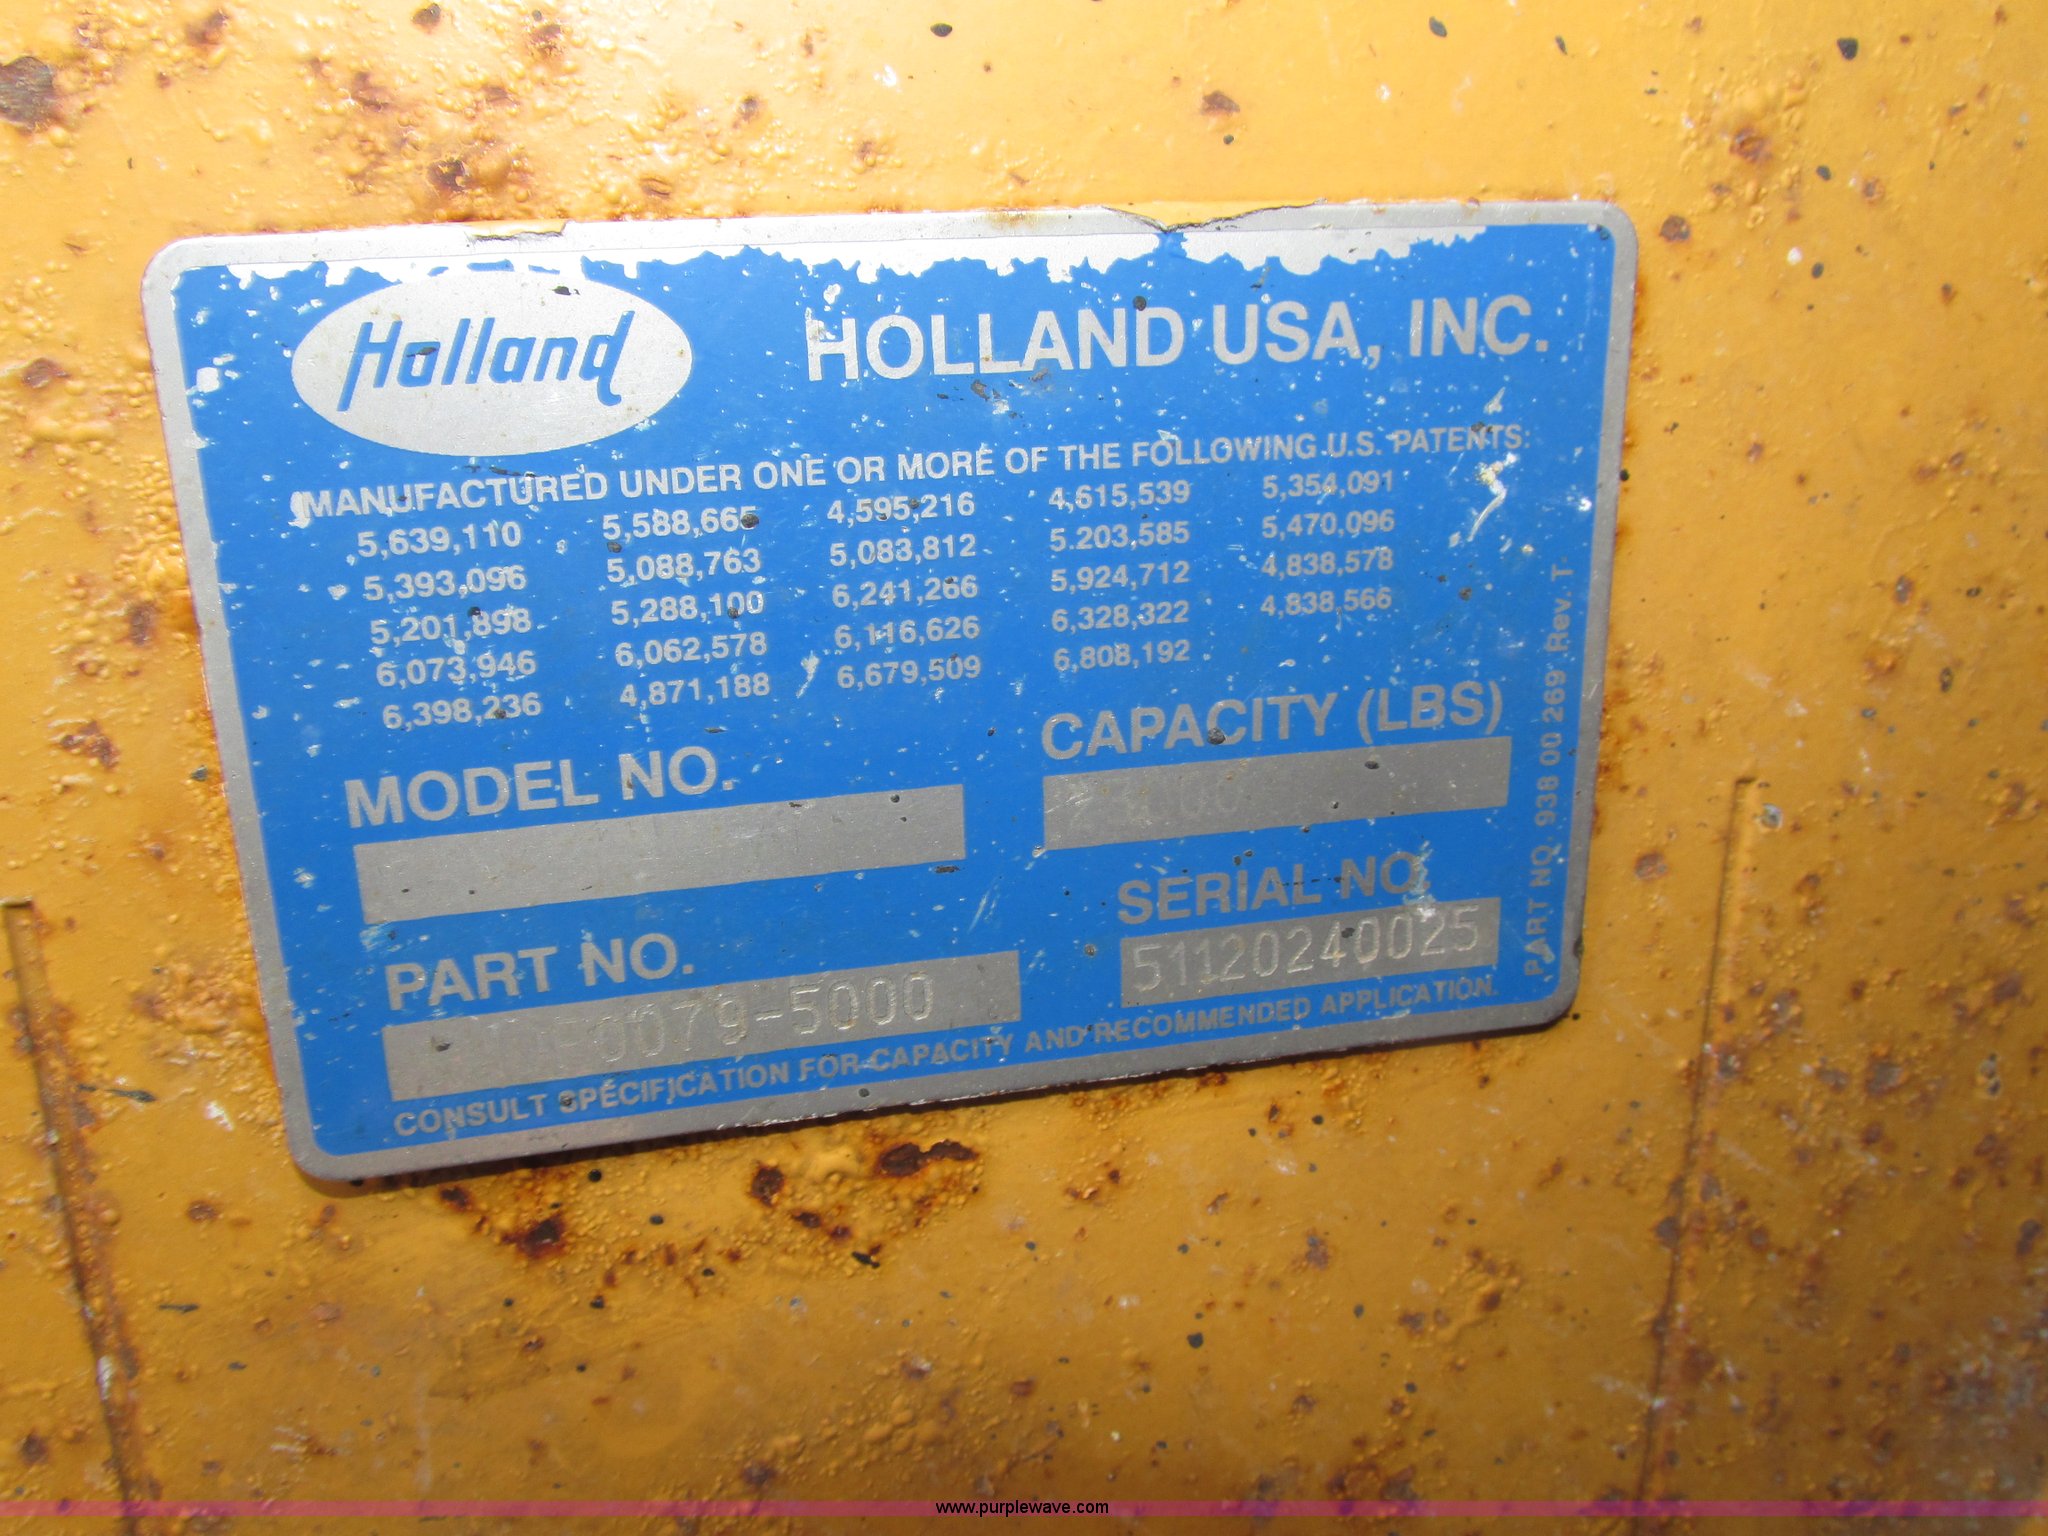 Holland
HOLLAND USA, INC.
MANUFACTURED UNDER ONE OR MORE OF THE FOLLOWING U.S. PATENTS:
5,639,110 5,588,665 4,595,216 4,615,539 5,354,091
5,393,096 5,088,763 5,083,812 5.203,585 5,470,096
5,201,898 5,288,100 6,241,266 5,924,712 4,838,578
6,073,946 6,062,578 6,116,626 6,328,322 4,838,566
6,398,236 4,871,188 6,679,509 6,808,192
MODEL NO.
CAPACITY (LBS)
PART NO.
SERIAL NO.
51120240025
CONSULT SPECIFICATION FOR CAPACITY AND RECOMMENDED APPLICATION.
PART NO. 938 00 269 Rev. T
www.purplewave.com